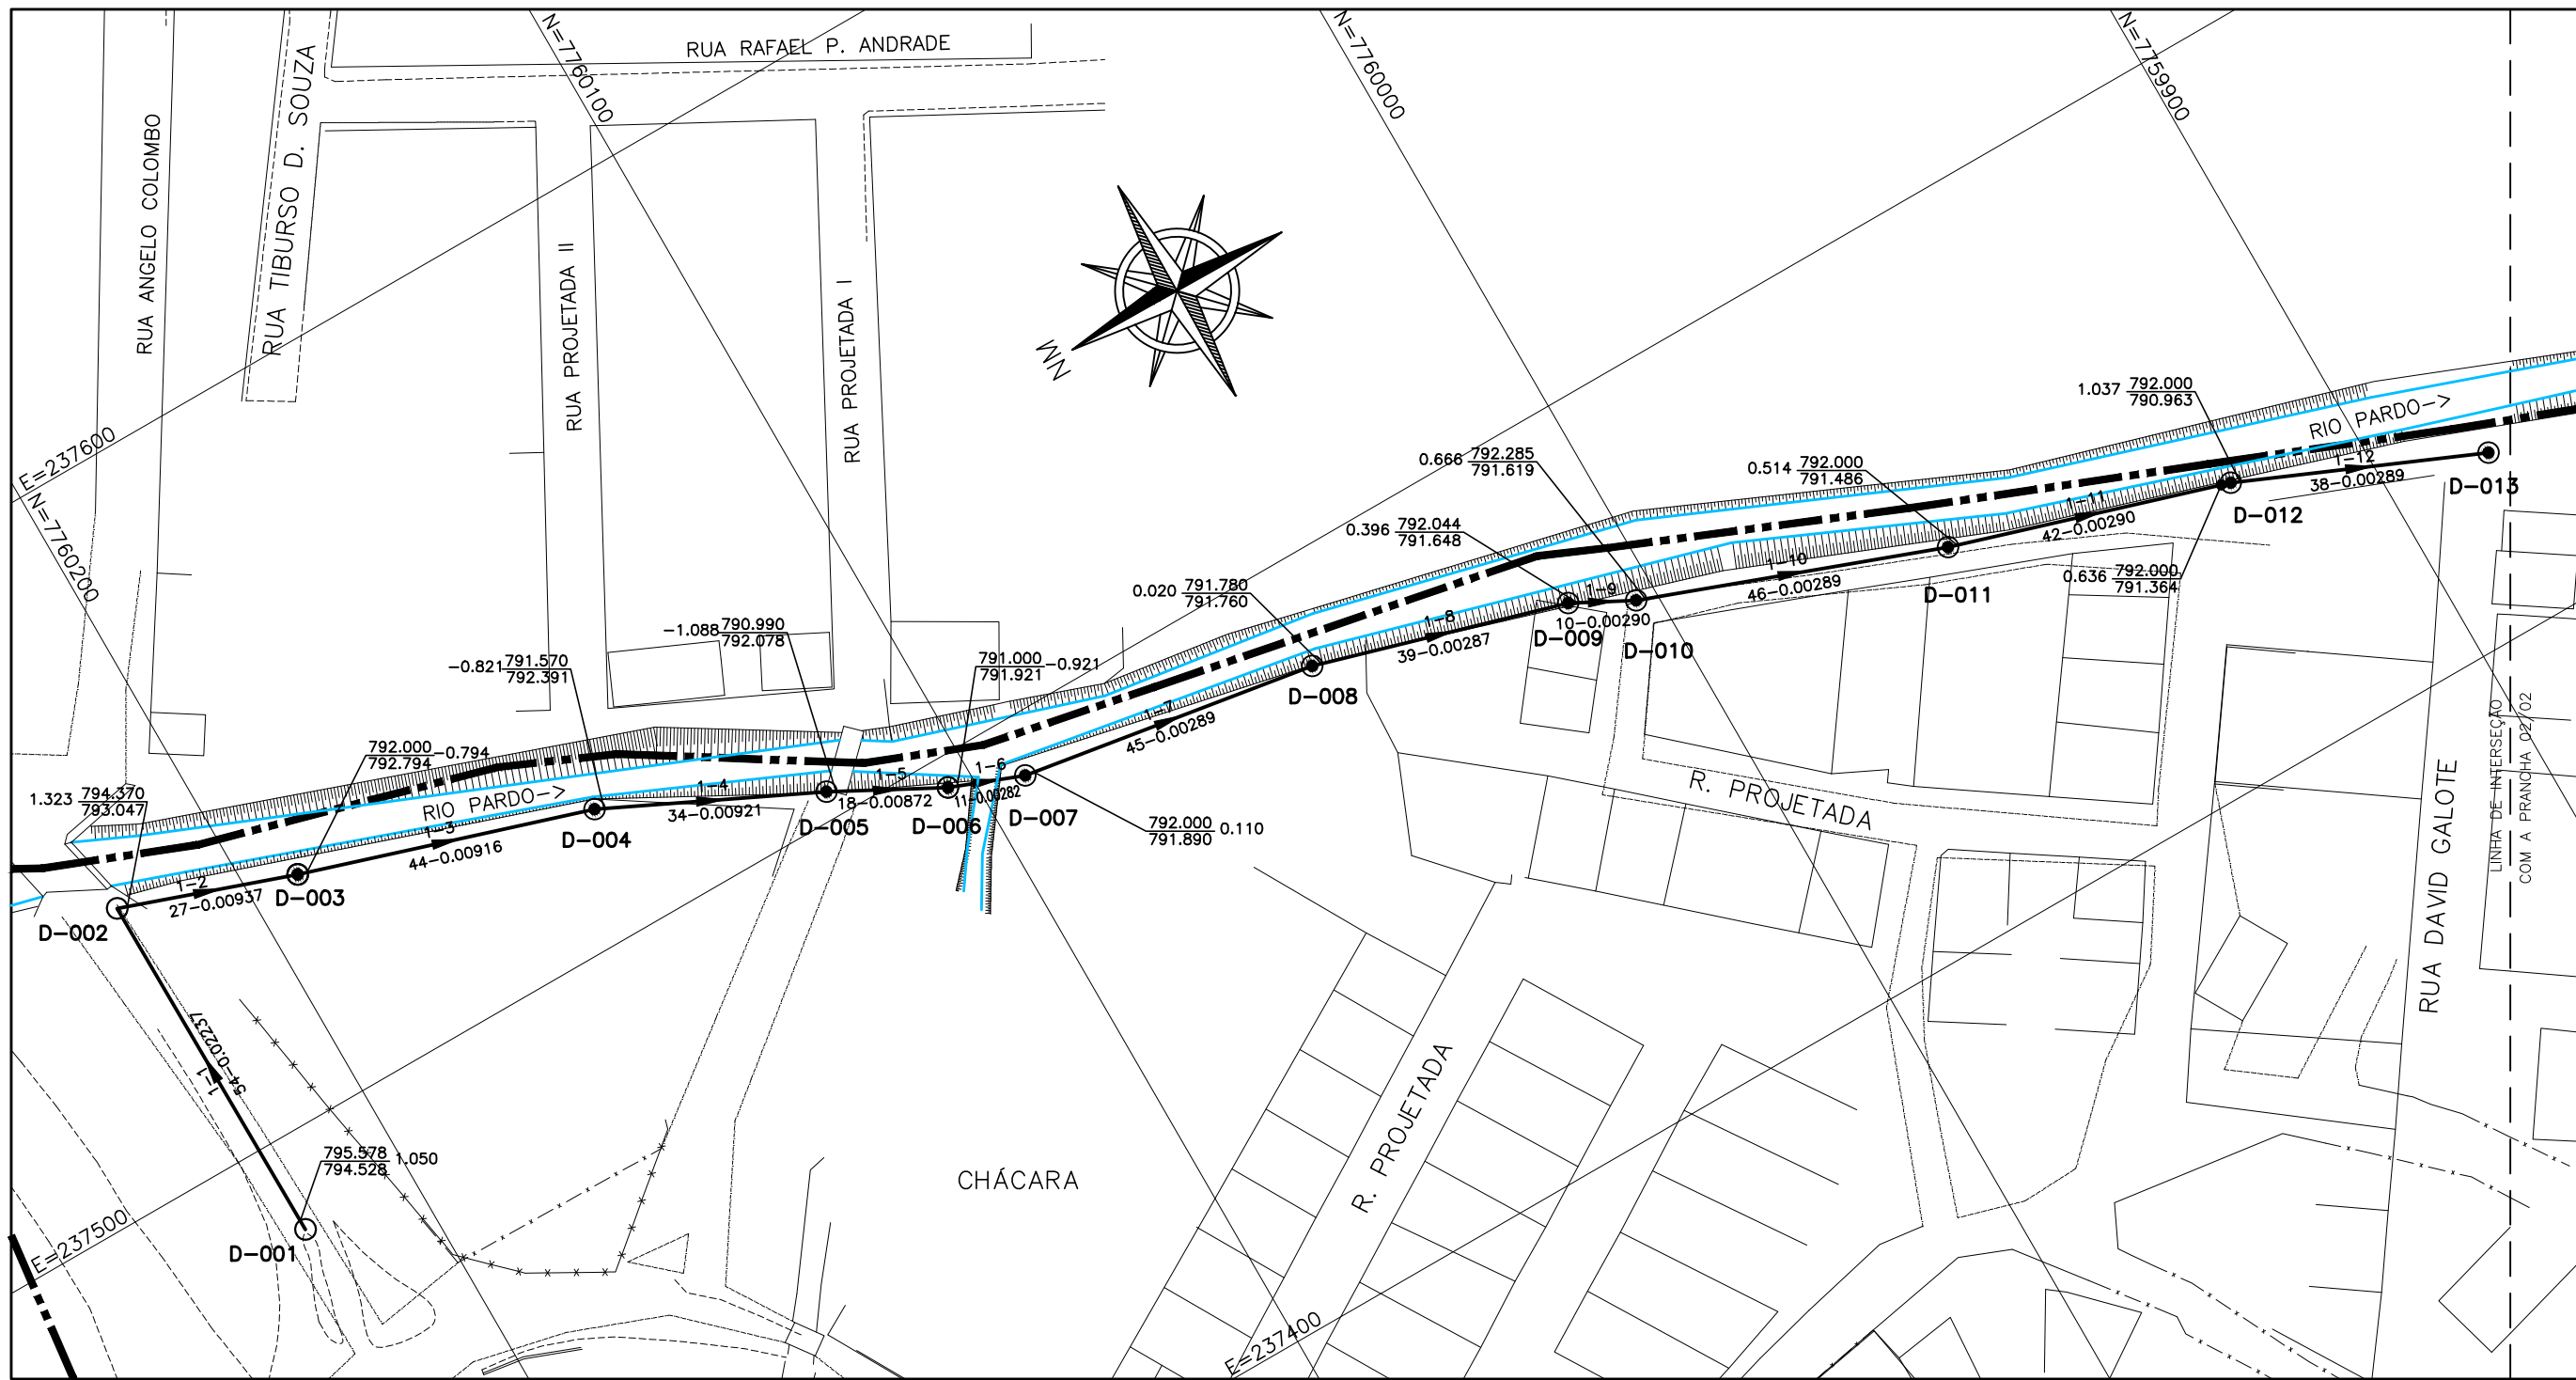 RUA RAFAEL P. ANDRADE
N=7760100
N=7760000
N=7759900
RUA ANGELO COLOMBO
RUA TIBURSO D. SOUZA
RUA PROJETADA II
RUA PROJETADA I
NM
E=237600
N=7760200
1.037 792.000
790.963
RIO PARDO->
0.666 792.285
791.619
0.514 792.000
791.486
1-12
38-0.00289
D-013
D-012
1-11
42-0.00290
0.396 792.044
791.648
1-10
46-0.00289
D-011
0.636 792.000
791.364
0.020 791.780
791.760
1-9
10-0.00290
D-009
D-010
1-8
39-0.00287
D-008
-1.088 790.990
792.078
-0.821 791.570
792.391
791.000 -0.921
791.921
1-7
45-0.00289
792.000 -0.794
792.794
1.323 794.370
793.047
RIO PARDO->
1-3
44-0.00916
D-004
1-4
34-0.00921
D-005
1-5
18-0.00872
D-006
1-6
11-0.00282
D-007
792.000 0.110
791.890
1-2
27-0.00937
D-003
D-002
R. PROJETADA
LINHA DE INTERSEÇÃO
COM A PRANCHA 02/02
RUA DAVID GALOTE
54-0.02237
1-1
795.578 1.050
794.528
D-001
E=237500
CHÁCARA
R. PROJETADA
E=237400